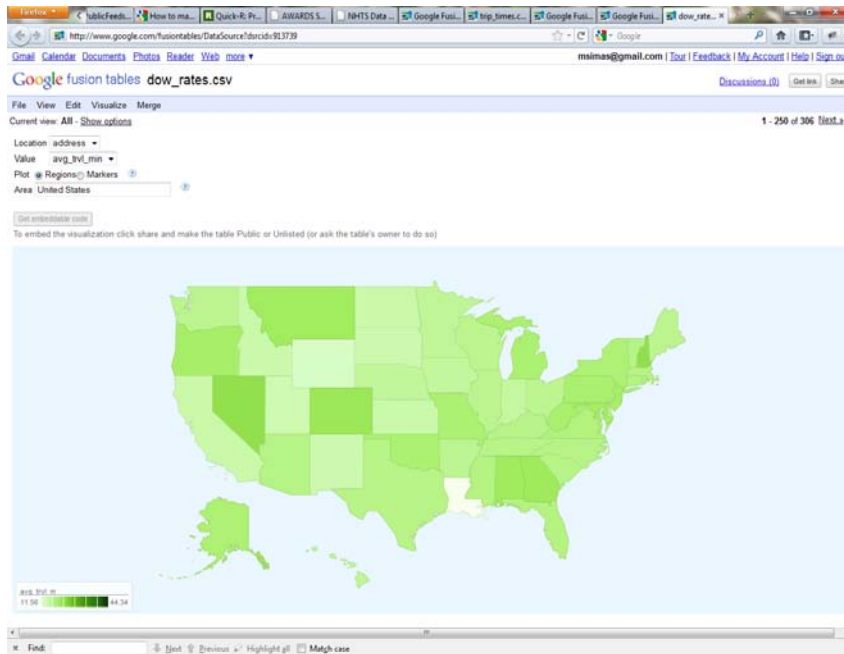 Firefox
ublicFeeds... How to ma... Quick-R: Pr... AWARDS S... NHTS Data ... Google Fusi... trip_times.c... Google Fusi... Google Fusi... dow_rate... ×
http://www.google.com/fusiontables/DataSource?dsrcid=913739 Google
Gmail Calendar Documents Photos Reader Web more ▼ msimas@gmail.com | Tour | Feedback | My Account | Help | Sign ou
Google fusion tables dow_rates.csv Discussions (0) Get link Shar
File View Edit Visualize Merge
Current view: All - Show options 1 - 250 of 306 Next
Location address
Value avg_trvl_min
Plot Regions Markers ?
Area United States ?
Get embeddable code
To embed the visualization click share and make the table Public or Unlisted (or ask the table's owner to do so)
avg_trvl_m
11.56 44.34
× Find: Next Previous Highlight all Match case